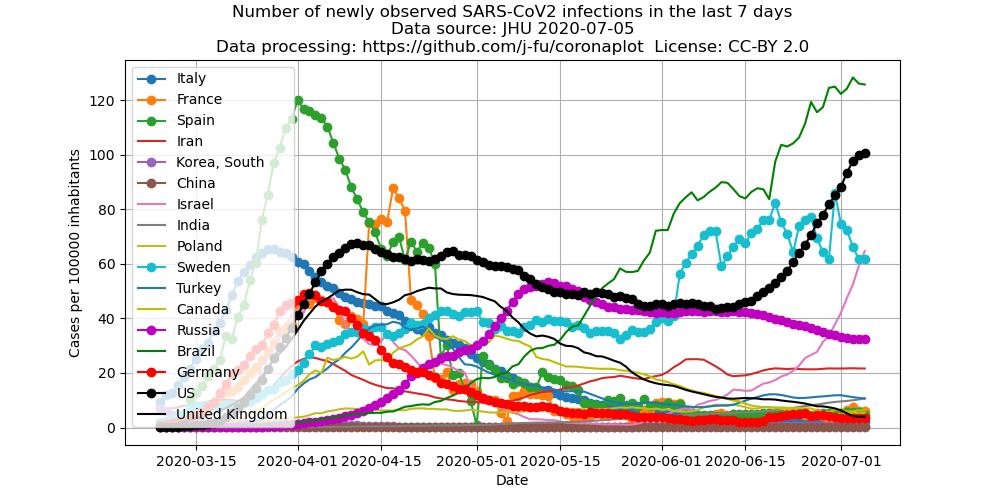 Number of newly observed SARS-CoV2 infections in the last 7 days
Data source: JHU 2020-07-05
Data processing: https://github.com/j-fu/coronaplot License: CC-BY 2.0
Cases per 100000 inhabitants
120
100
80
60
40
20
0
Italy
France
Spain
Iran
Korea, South
China
Israel
India
Poland
Sweden
Turkey
Canada
Russia
Brazil
Germany
US
United Kingdom
2020-03-15 2020-04-01 2020-04-15 2020-05-01 2020-05-15 2020-06-01 2020-06-15 2020-07-01
Date